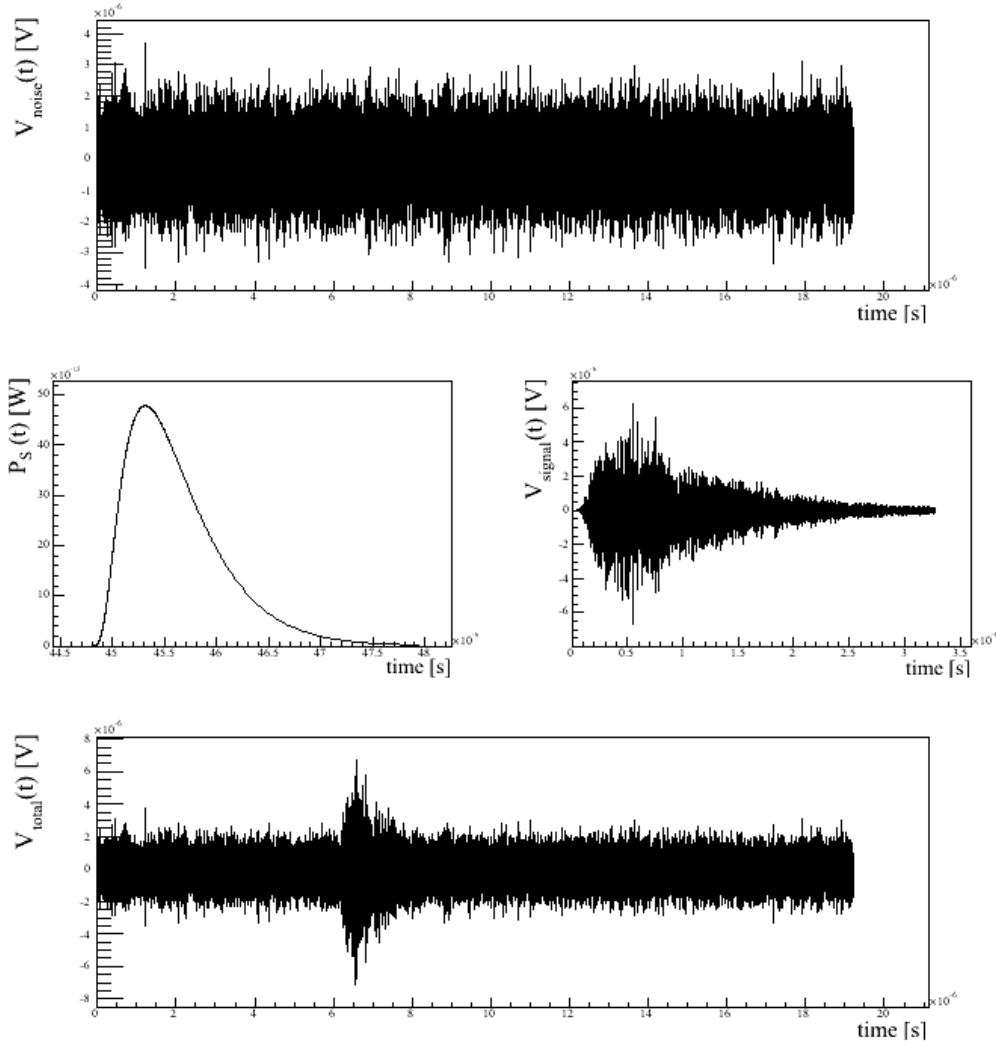 ×10⁻⁶
V_noise(t) [V]
4
3
2
1
0
-1
-2
-3
-4
0 2 4 6 8 10 12 14 16 18 20
×10⁻⁶
time [s]
P_S (t) [W]
50
40
30
20
10
0
44.5 45 45.5 46 46.5 47 47.5 48
time [s]
V_signal(t) [V]
6
4
2
0
-2
-4
-6
0 0.5 1 1.5 2 2.5 3 3.5
time [s]
×10⁻⁶
V_total(t) [V]
8
6
4
2
0
-2
-4
-6
-8
0 2 4 6 8 10 12 14 16 18 20
×10⁻⁶
time [s]